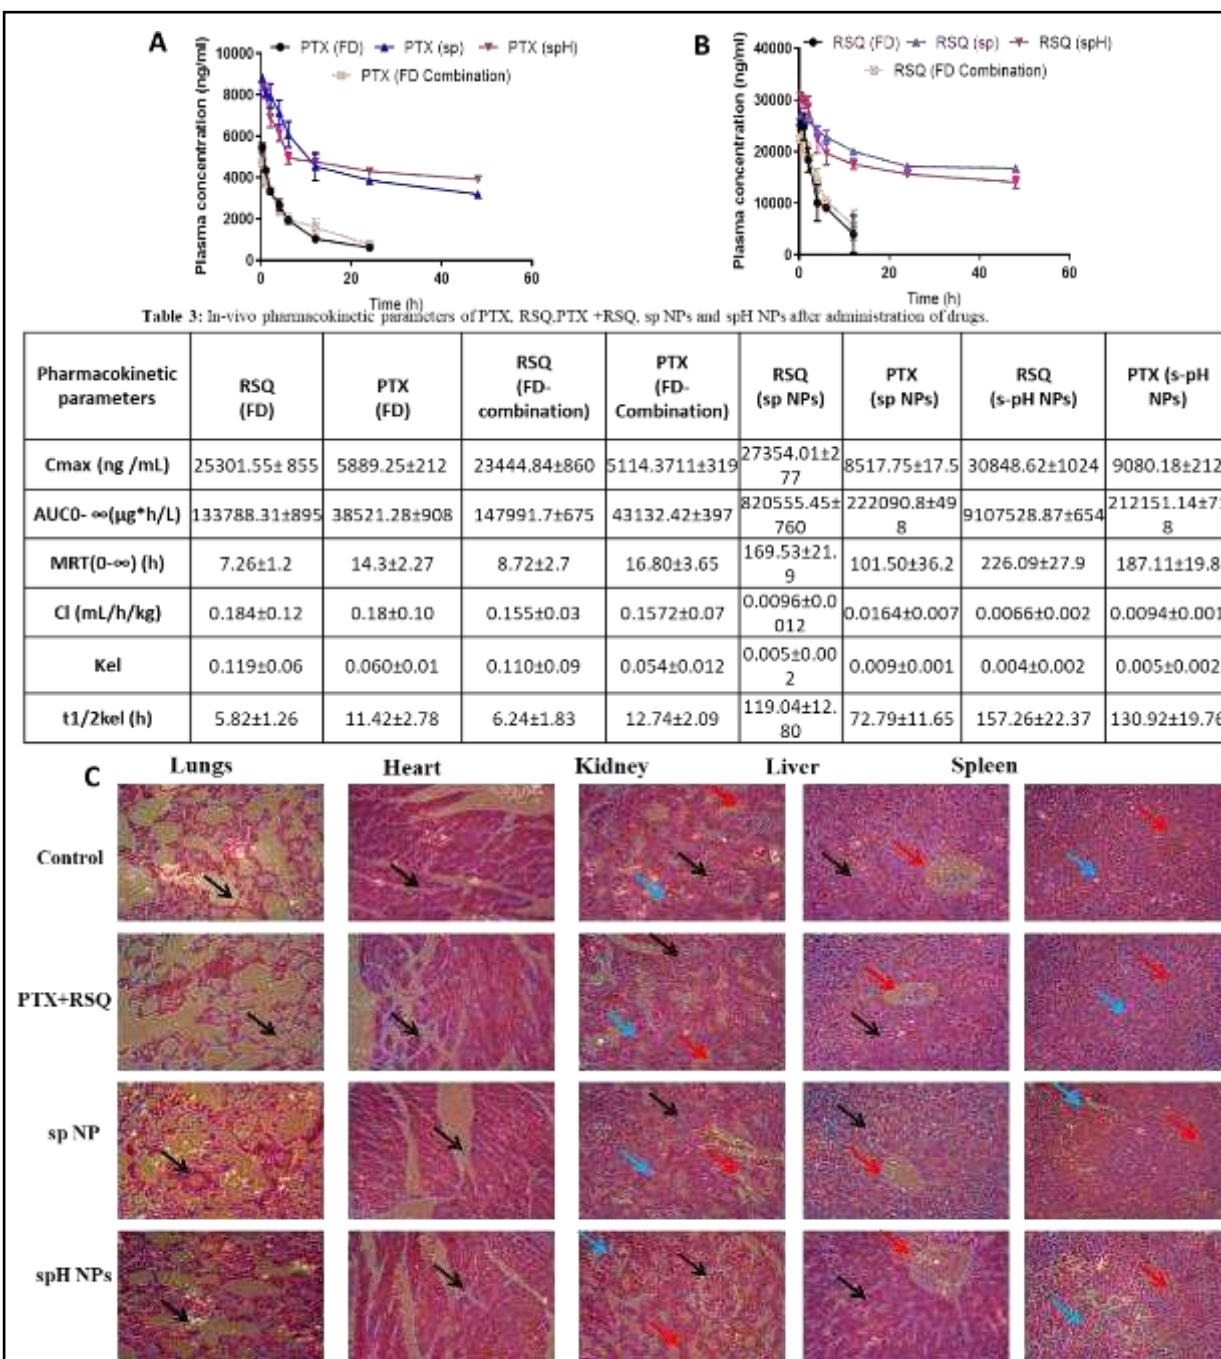 A
PTX (FD) PTX (sp) PTX (spH)
PTX (FD Combination)
Plasma concentration (ng/ml)
10000
8000
6000
4000
2000
0
0 20 40 60
Time (h)
B
RSQ (FD) RSQ (sp) RSQ (spH)
RSQ (FD Combination)
Plasma concentration (ng/ml)
40000
30000
20000
10000
0
0 20 40 60
Time (h)
Table 3: In-vivo pharmacokinetic parameters of PTX, RSQ,PTX +RSQ, sp NPs and spH NPs after administration of drugs.
Pharmacokinetic parameters RSQ (FD) PTX (FD) RSQ (FD-combination) PTX (FD-Combination) RSQ (sp NPs) PTX (sp NPs) RSQ (s-pH NPs) PTX (s-pH NPs)
Cmax (ng /mL) 25301.55± 855 5889.25±212 23444.84±860 5114.3711±319 27354.01±277 8517.75±17.5 30848.62±1024 9080.18±212
AUC0- ∞(µg*h/L) 133788.31±895 38521.28±908 147991.7±675 43132.42±397 820555.45±760 222090.8±498 9107528.87±654
MRT(0-∞) (h) 7.26±1.2 14.3±2.27 8.72±2.7 16.80±3.65 169.53±21.9 101.50±36.2 226.09±27.9 187.11±19.8
Cl (mL/h/kg) 0.184±0.12 0.18±0.10 0.155±0.03 0.1572±0.07 0.0096±0.0012 0.0164±0.007 0.0066±0.002 0.0094±0.001
Kel 0.119±0.06 0.060±0.01 0.110±0.09 0.054±0.012 0.005±0.002 0.009±0.001 0.004±0.002 0.005±0.002
t1/2kel (h) 5.82±1.26 11.42±2.78 6.24±1.83 12.74±2.09 119.04±12.80 72.79±11.65 157.26±22.37 130.92±19.76
C Lungs Heart Kidney Liver Spleen
Control
PTX+RSQ
sp NP
spH NPs